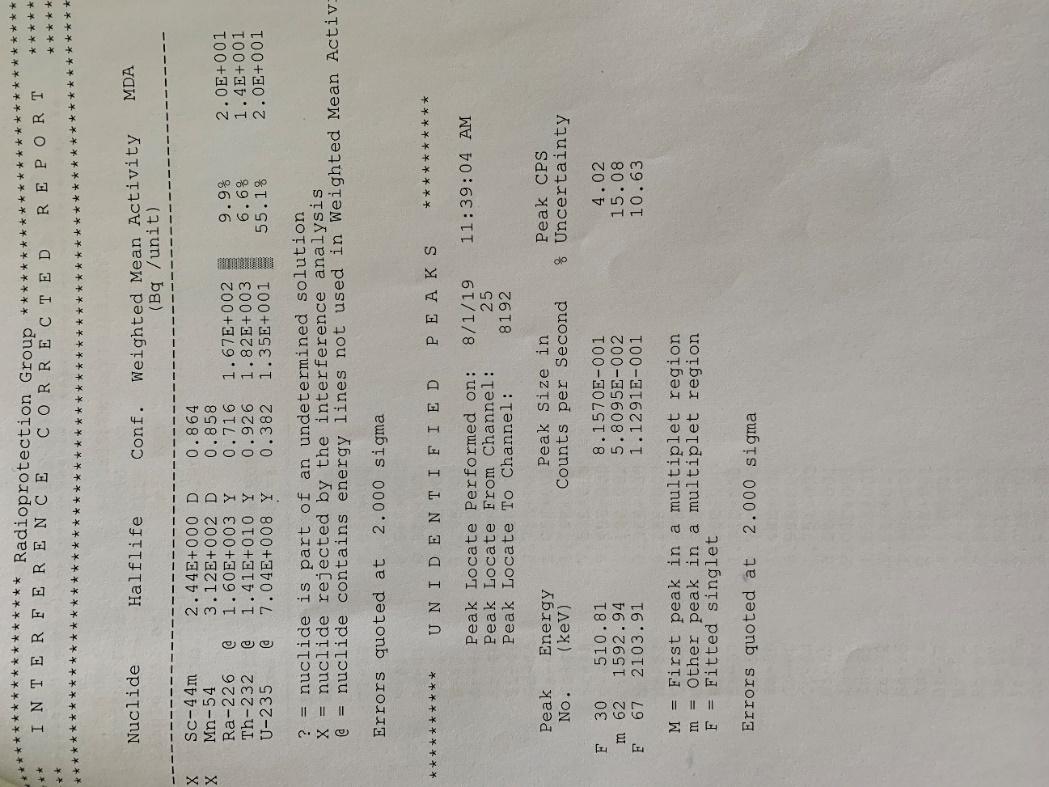 ***************** Radioprotection Group *********************************
** I N T E R F E R E N C E   C O R R E C T E D   R E P O R T *****
** *****
*************************************************************************
Nuclide Halflife Conf. Weighted Mean Activity MDA
(Bq /unit)
X Sc-44m 2.44E+000 D 0.864
X Mn-54 3.12E+002 D 0.858
Ra-226 @ 1.60E+003 Y 0.716 1.67E+002 ▒ 9.9% 2.0E+001
Th-232 @ 1.41E+010 Y 0.926 1.82E+003 ▒ 6.6% 1.4E+001
U-235 @ 7.04E+008 Y 0.382 1.35E+001 ▒ 55.1% 2.0E+001
? = nuclide is part of an undetermined solution
X = nuclide rejected by the interference analysis
@ = nuclide contains energy lines not used in Weighted Mean Activ
Errors quoted at 2.000 sigma
********** U N I D E N T I F I E D   P E A K S **********
Peak Locate Performed on: 8/1/19 11:39:04 AM
Peak Locate From Channel: 25
Peak Locate To Channel: 8192
Peak Energy Peak Size in Peak CPS
No. (keV) Counts per Second % Uncertainty
F 30 510.81 8.1570E-001 4.02
m 62 1592.94 5.8095E-002 15.08
F 67 2103.91 1.1291E-001 10.63
M = First peak in a multiplet region
m = Other peak in a multiplet region
F = Fitted singlet
Errors quoted at 2.000 sigma